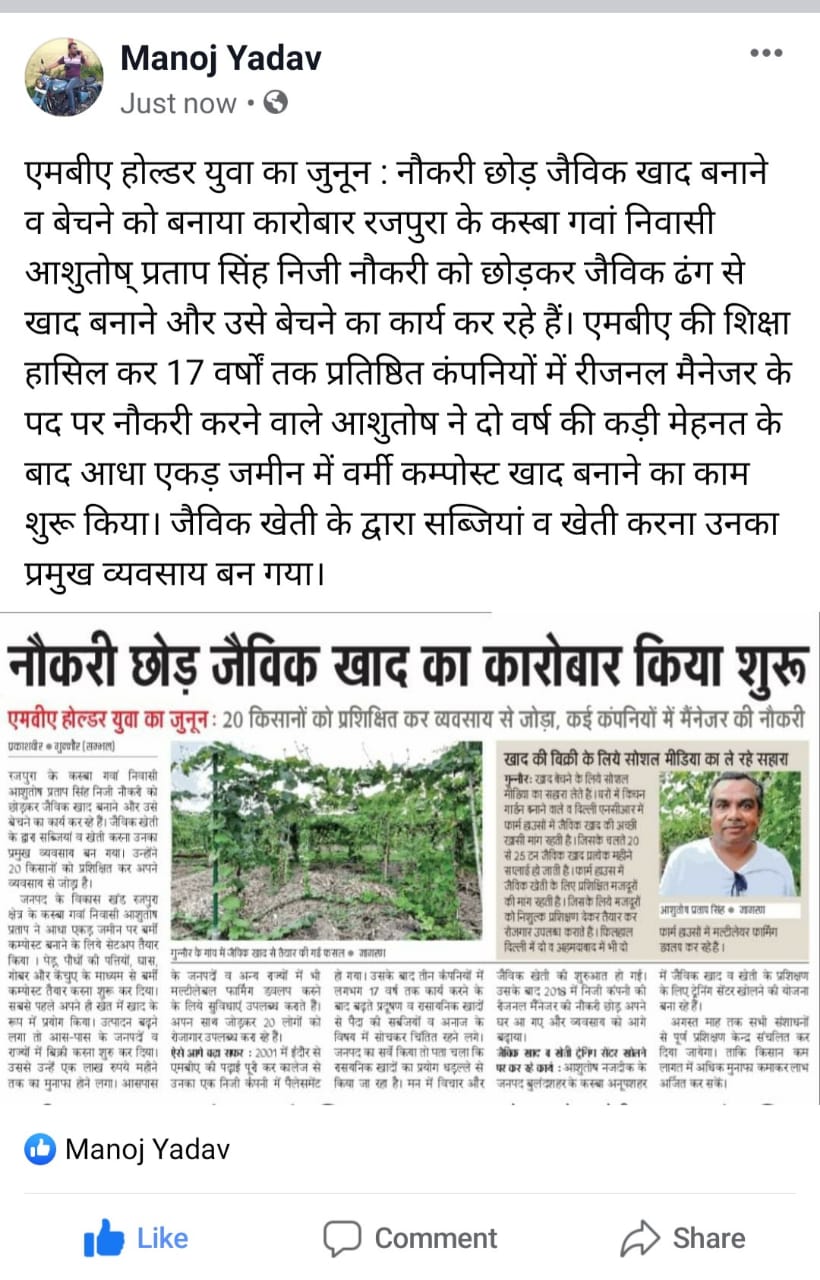 Manoj Yadav
Just now
एमबीए होल्डर युवा का जुनून : नौकरी छोड़ जैविक खाद बनाने
व बेचने को बनाया कारोबार रजपुरा के कस्बा गवां निवासी
आशुतोष् प्रताप सिंह निजी नौकरी को छोड़कर जैविक ढंग से
खाद बनाने और उसे बेचने का कार्य कर रहे हैं। एमबीए की शिक्षा
हासिल कर 17 वर्षों तक प्रतिष्ठित कंपनियों में रीजनल मैनेजर के
पद पर नौकरी करने वाले आशुतोष ने दो वर्ष की कड़ी मेहनत के
बाद आधा एकड़ जमीन में वर्मी कम्पोस्ट खाद बनाने का काम
शुरू किया। जैविक खेती के द्वारा सब्जियां व खेती करना उनका
प्रमुख व्यवसाय बन गया।
नौकरी छोड़ जैविक खाद का कारोबार किया शुरू
एमबीए होल्डर युवा का जुनून : 20 किसानों को प्रशिक्षित कर व्यवसाय से जोड़ा, कई कंपनियों में मैंनेजर की नौकरी
प्रकाशवीर ● गुन्नौर (सम्भल)
रजपुरा के कस्बा गवां निवासी
आशुतोष प्रताप सिंह निजी नौकरी को
छोड़कर जैविक खाद बनाने और उसे
बेचने का कार्य कर रहे हैं। जैविक खेती
के द्वारा सब्जियां व खेती करना उनका
प्रमुख व्यवसाय बन गया। उन्होंने
20 किसानों को प्रशिक्षित कर अपने
व्यवसाय से जोड़ा है।
जनपद के विकास खंड रजपुरा
क्षेत्र के कस्बा गवां निवासी आशुतोष
प्रताप ने आधा एकड़ जमीन पर बर्मी
कम्पोस्ट बनाने के लिये सेटअप तैयार
किया । पेड़ पौधों की पत्तियों, घास,
गोबर और केंचुए के माध्यम से बर्मी
कम्पोस्ट तैयार करना शुरू कर दिया।
सबसे पहले अपने ही खेत में खाद के
रूप में प्रयोग किया। उत्पादन बढ़ने
लगा तो आस-पास के जनपदों व
राज्यों में बिक्री करना शुरु कर दिया।
उससे उन्हें एक लाख रुपये महीने
तक का मुनाफा होने लगा। आसपास
गुन्नौर के गांव में जैविक खाद से तैयार की गई फसल ● जागरण
के जनपदों व अन्य राज्यों में भी
मल्टीलेबल फार्मिंग डवलप करने
के लिये सुविधाएं उपलब्ध करते हैं।
अपन साथ जोड़कर 20 लोगों को
रोजागार उपलब्ध कर रहे हैं।
ऐसे आगे बढ़ा सफर : 2001 में इंदौर से
एमबीए की पढ़ाई पूरे कर कालेज से
उनका एक निजी कंपनी में प्लेसमेंट
हो गया। उसके बाद तीन कंपनियों में
लगभग 17 वर्ष तक कार्य करने के
बाद बढ़ते प्रदूषण व रासायनिक खादों
से पैदा की सबजियों व अनाज के
विषय में सोचकर चिंतित रहने लगे।
जनपद का सर्वे किया तो पता चला कि
रासायनिक खादों का प्रयोग धड़ल्ले से
किया जा रहा है। मन में विचार और
खाद की विक्री के लिये सोशल मीडिया का ले रहे सहारा
गुन्नौर: खाद बेचने के लिये सोशल
मीडिया का सहारा लेते है। घरों में किचन
गार्डन बनाने वाले व दिल्ली एनसीआर में
फार्म हाउसों में जैविक खाद की अच्छी
खासी मांग रहती है। जिसके चलते 20
से 25 टन जैविक खाद प्रत्येक महीने
सप्लाई हो जाती है। फार्म हाउस में
जैविक खेती के लिए प्रशिक्षित मजदूरों
की मांग रहती है। जिसके लिये मजदूरों
को निशुल्क प्रशिक्षण देकर तैयार कर
रोजगार उपलब्ध कराते है। फिलहाल
दिल्ली में दो व अहमदाबाद में भी दो
आशुतोष प्रताप सिंह ● जागरण
फार्म हाउसों में मल्टीलेयर फार्मिंग
डवलप कर रहे है।
जैविक खेती की शुरुआत हो गई।
उसके बाद 2018 में निजी कंपनी की
रीजनल मैनेजर की नौकरी छोड़ अपने
घर आ गए और व्यवसाय को आगे
बढ़ाया।
जैविक खाद व खेती ट्रेनिंग सेंटर खोलने
पर कर रहे कार्य : आशुतोष नजदीक के
जनपद बुलंदशहर के कस्बा अनूपशहर
में जैविक खाद व खेती के प्रशिक्षण
के लिए ट्रेनिंग सेंटर खोलने की योजना
बना रहे हैं।
अगस्त माह तक सभी संशाधनों
से पूर्ण प्रशिक्षण केन्द्र संचलित कर
दिया जायेगा। ताकि किसान कम
लागत में अधिक मुनाफा कमाकर लाभ
अर्जित कर सकें।
Manoj Yadav
Like Comment Share